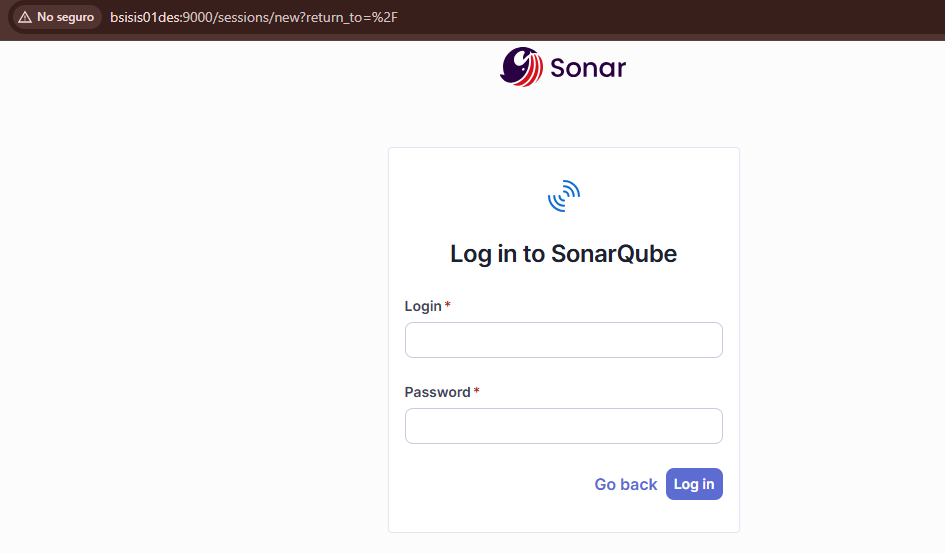 No seguro bsisis01des:9000/sessions/new?return_to=%2F
Sonar
Log in to SonarQube
Login *
Password *
Go back Log in